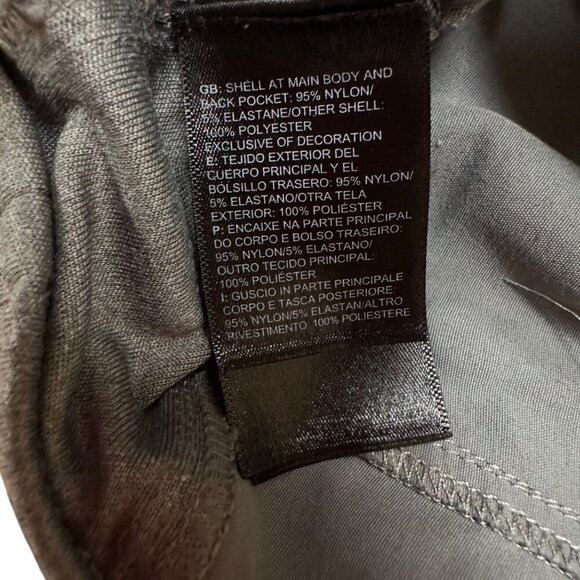 GB: SHELL AT MAIN BODY AND
BACK POCKET: 95% NYLON/
5% ELASTANE/OTHER SHELL:
100% POLYESTER
EXCLUSIVE OF DECORATION
E: TEJIDO EXTERIOR DEL
CUERPO PRINCIPAL Y EL
BOLSILLO TRASERO: 95% NYLON/
5% ELASTANO/OTRA TELA
EXTERIOR: 100% POLIÉSTER
P: ENCAIXE NA PARTE PRINCIPAL
DO CORPO E BOLSO TRASEIRO:
95% NYLON/5% ELASTANO/
OUTRO TECIDO PRINCIPAL:
100% POLIÉSTER
I: GUSCIO IN PARTE PRINCIPALE
CORPO E TASCA POSTERIORE:
95% NYLON/5% ELASTAN/ALTRO
RIVESTIMENTO: 100% POLIESTERE